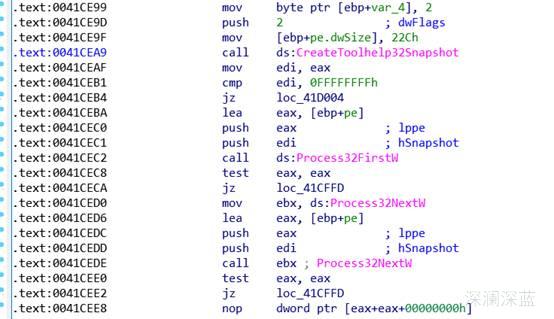 .text:0041CE99 mov byte ptr [ebp+var_4], 2
.text:0041CE9D push 2 ; dwFlags
.text:0041CE9F mov [ebp+pe.dwSize], 22Ch
.text:0041CEA9 call ds:CreateToolhelp32Snapshot
.text:0041CEAF mov edi, eax
.text:0041CEB1 cmp edi, 0FFFFFFFFh
.text:0041CEB4 jz loc_41D004
.text:0041CEBA lea eax, [ebp+pe]
.text:0041CEC0 push eax ; lppe
.text:0041CEC1 push edi ; hSnapshot
.text:0041CEC2 call ds:Process32FirstW
.text:0041CEC8 test eax, eax
.text:0041CECA jz loc_41CFFD
.text:0041CED0 mov ebx, ds:Process32NextW
.text:0041CED6 lea eax, [ebp+pe]
.text:0041CEDC push eax ; lppe
.text:0041CEDD push edi ; hSnapshot
.text:0041CEDE call ebx ; Process32NextW
.text:0041CEE0 test eax, eax
.text:0041CEE2 jz loc_41CFFD
.text:0041CEE8 nop dword ptr [eax+eax+00000000h]
深澜深蓝